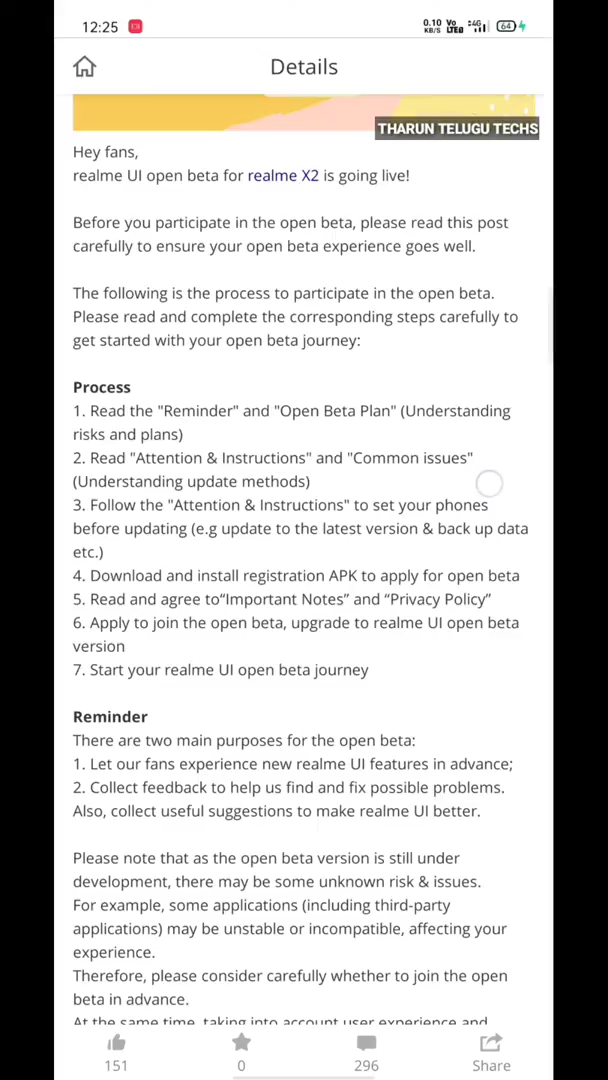 12:25
0.10 KB/S Vo LTE 4G 64
Details
THARUN TELUGU TECHS
Hey fans,
realme UI open beta for realme X2 is going live!
Before you participate in the open beta, please read this post
carefully to ensure your open beta experience goes well.
The following is the process to participate in the open beta.
Please read and complete the corresponding steps carefully to
get started with your open beta journey:
Process
1. Read the "Reminder" and "Open Beta Plan" (Understanding
risks and plans)
2. Read "Attention & Instructions" and "Common issues"
(Understanding update methods)
3. Follow the "Attention & Instructions" to set your phones
before updating (e.g update to the latest version & back up data
etc.)
4. Download and install registration APK to apply for open beta
5. Read and agree to“Important Notes” and “Privacy Policy”
6. Apply to join the open beta, upgrade to realme UI open beta
version
7. Start your realme UI open beta journey
Reminder
There are two main purposes for the open beta:
1. Let our fans experience new realme UI features in advance;
2. Collect feedback to help us find and fix possible problems.
Also, collect useful suggestions to make realme UI better.
Please note that as the open beta version is still under
development, there may be some unknown risk & issues.
For example, some applications (including third-party
applications) may be unstable or incompatible, affecting your
experience.
Therefore, please consider carefully whether to join the open
beta in advance.
At the same time, taking into account user experience and
151
0
296
Share